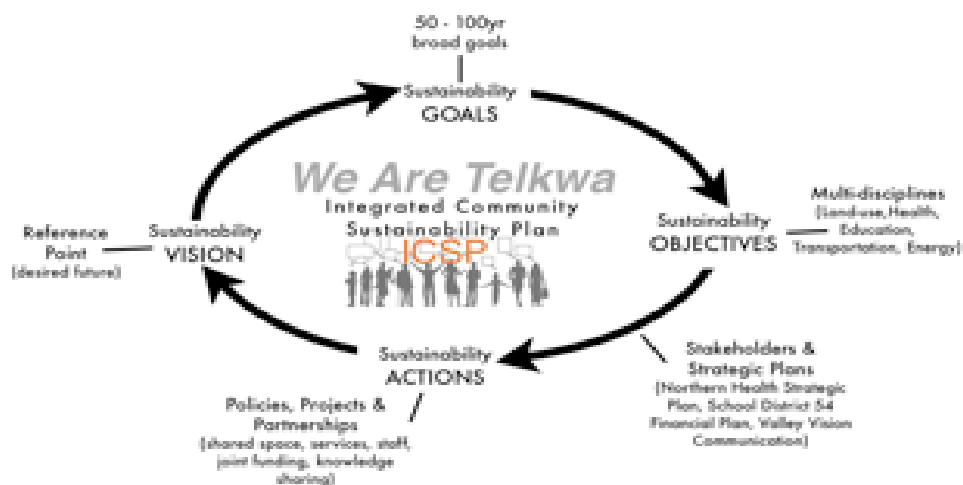 50 - 100yr
broad goals
Sustainability
GOALS
We Are Telkwa
Integrated Community
Sustainability Plan
ICSP
Sustainability
OBJECTIVES
Multi-disciplines
(Land-use,Health,
Education,
Transportation, Energy)
Stakeholders &
Strategic Plans
(Northern Health Strategic
Plan, School District 54
Financial Plan, Valley Vision
Communication)
Sustainability
ACTIONS
Policies, Projects &
Partnerships
(shared space, services, staff,
joint funding, knowledge
sharing)
Sustainability
VISION
Reference
Point
(desired future)